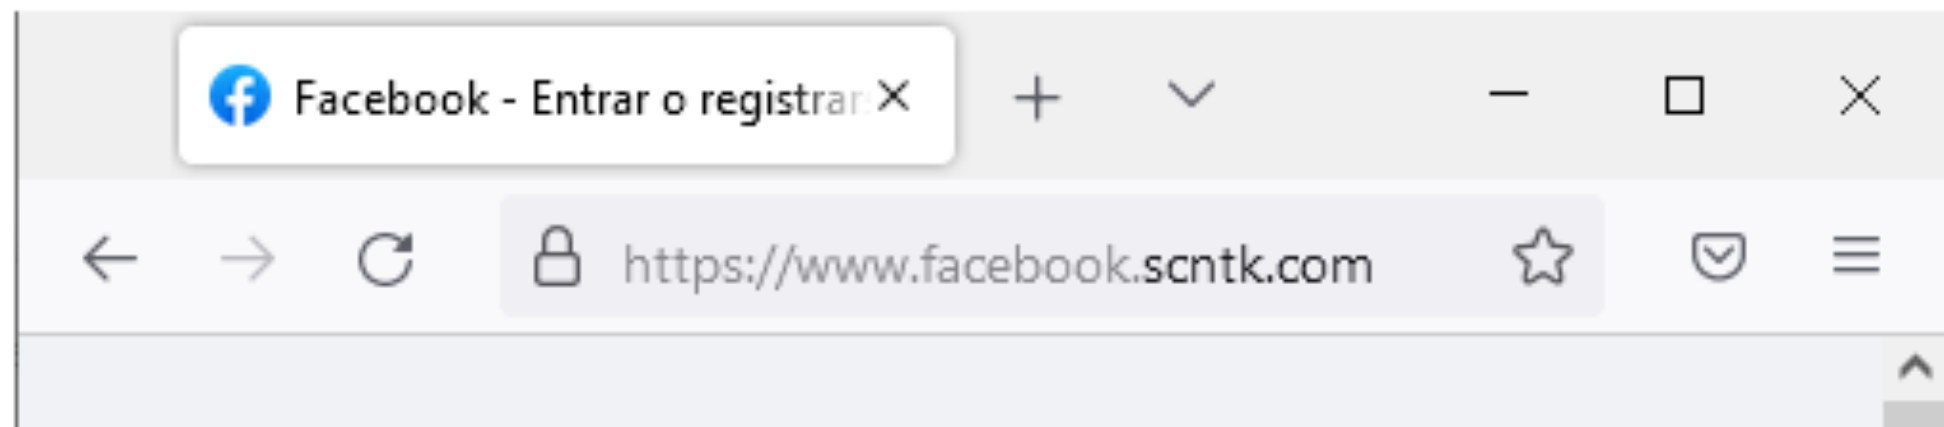 Facebook - Entrar o registrar
https://www.facebook.scntk.com